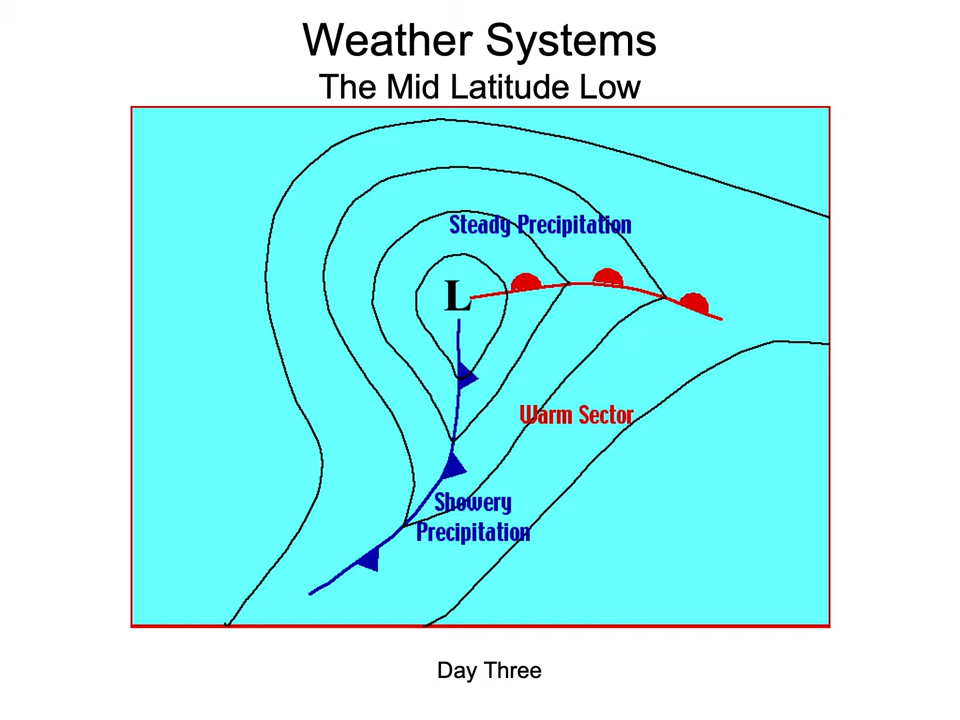 Weather Systems
The Mid Latitude Low
Steady Precipitation
L
Warm Sector
Showery
Precipitation
Day Three